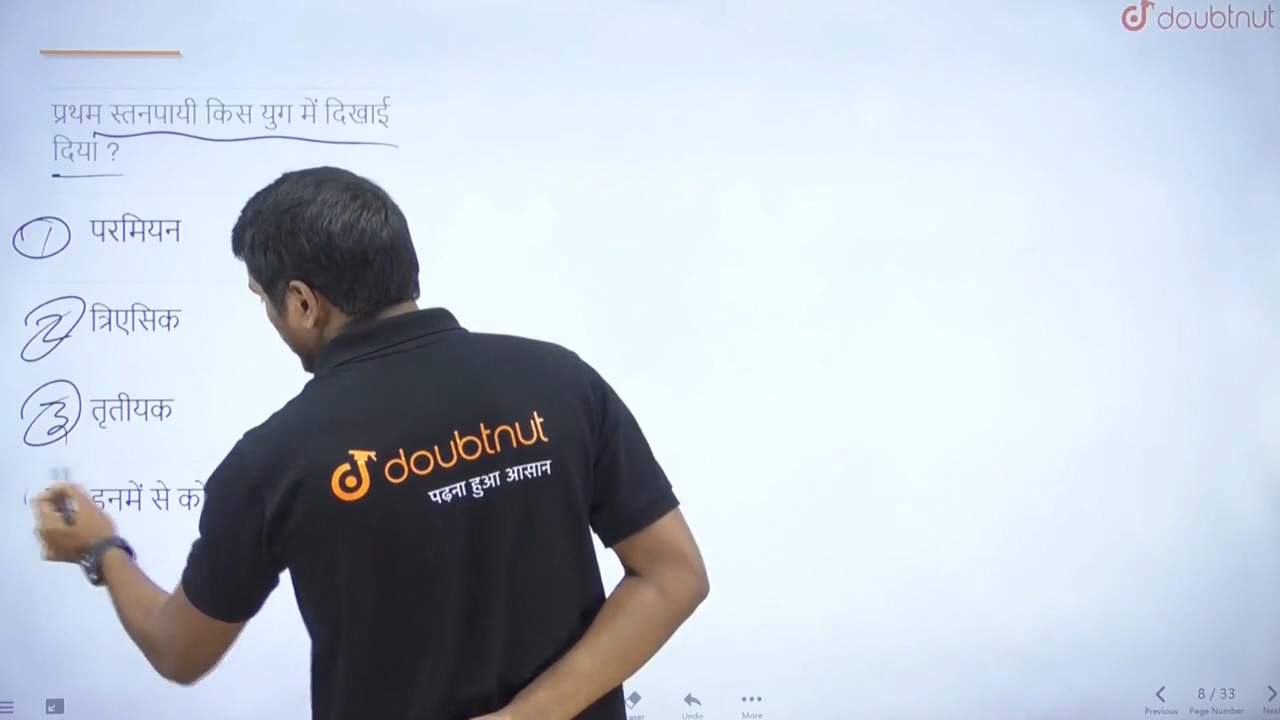 doubtnut
प्रथम स्तनपायी किस युग में दिखाई
दिया ?
1 परमियन
2 त्रिएसिक
3 तृतीयक
इनमें से
doubtnut
पढ़ना हुआ आसान
Undo
More
8 / 33
Previous Page Number